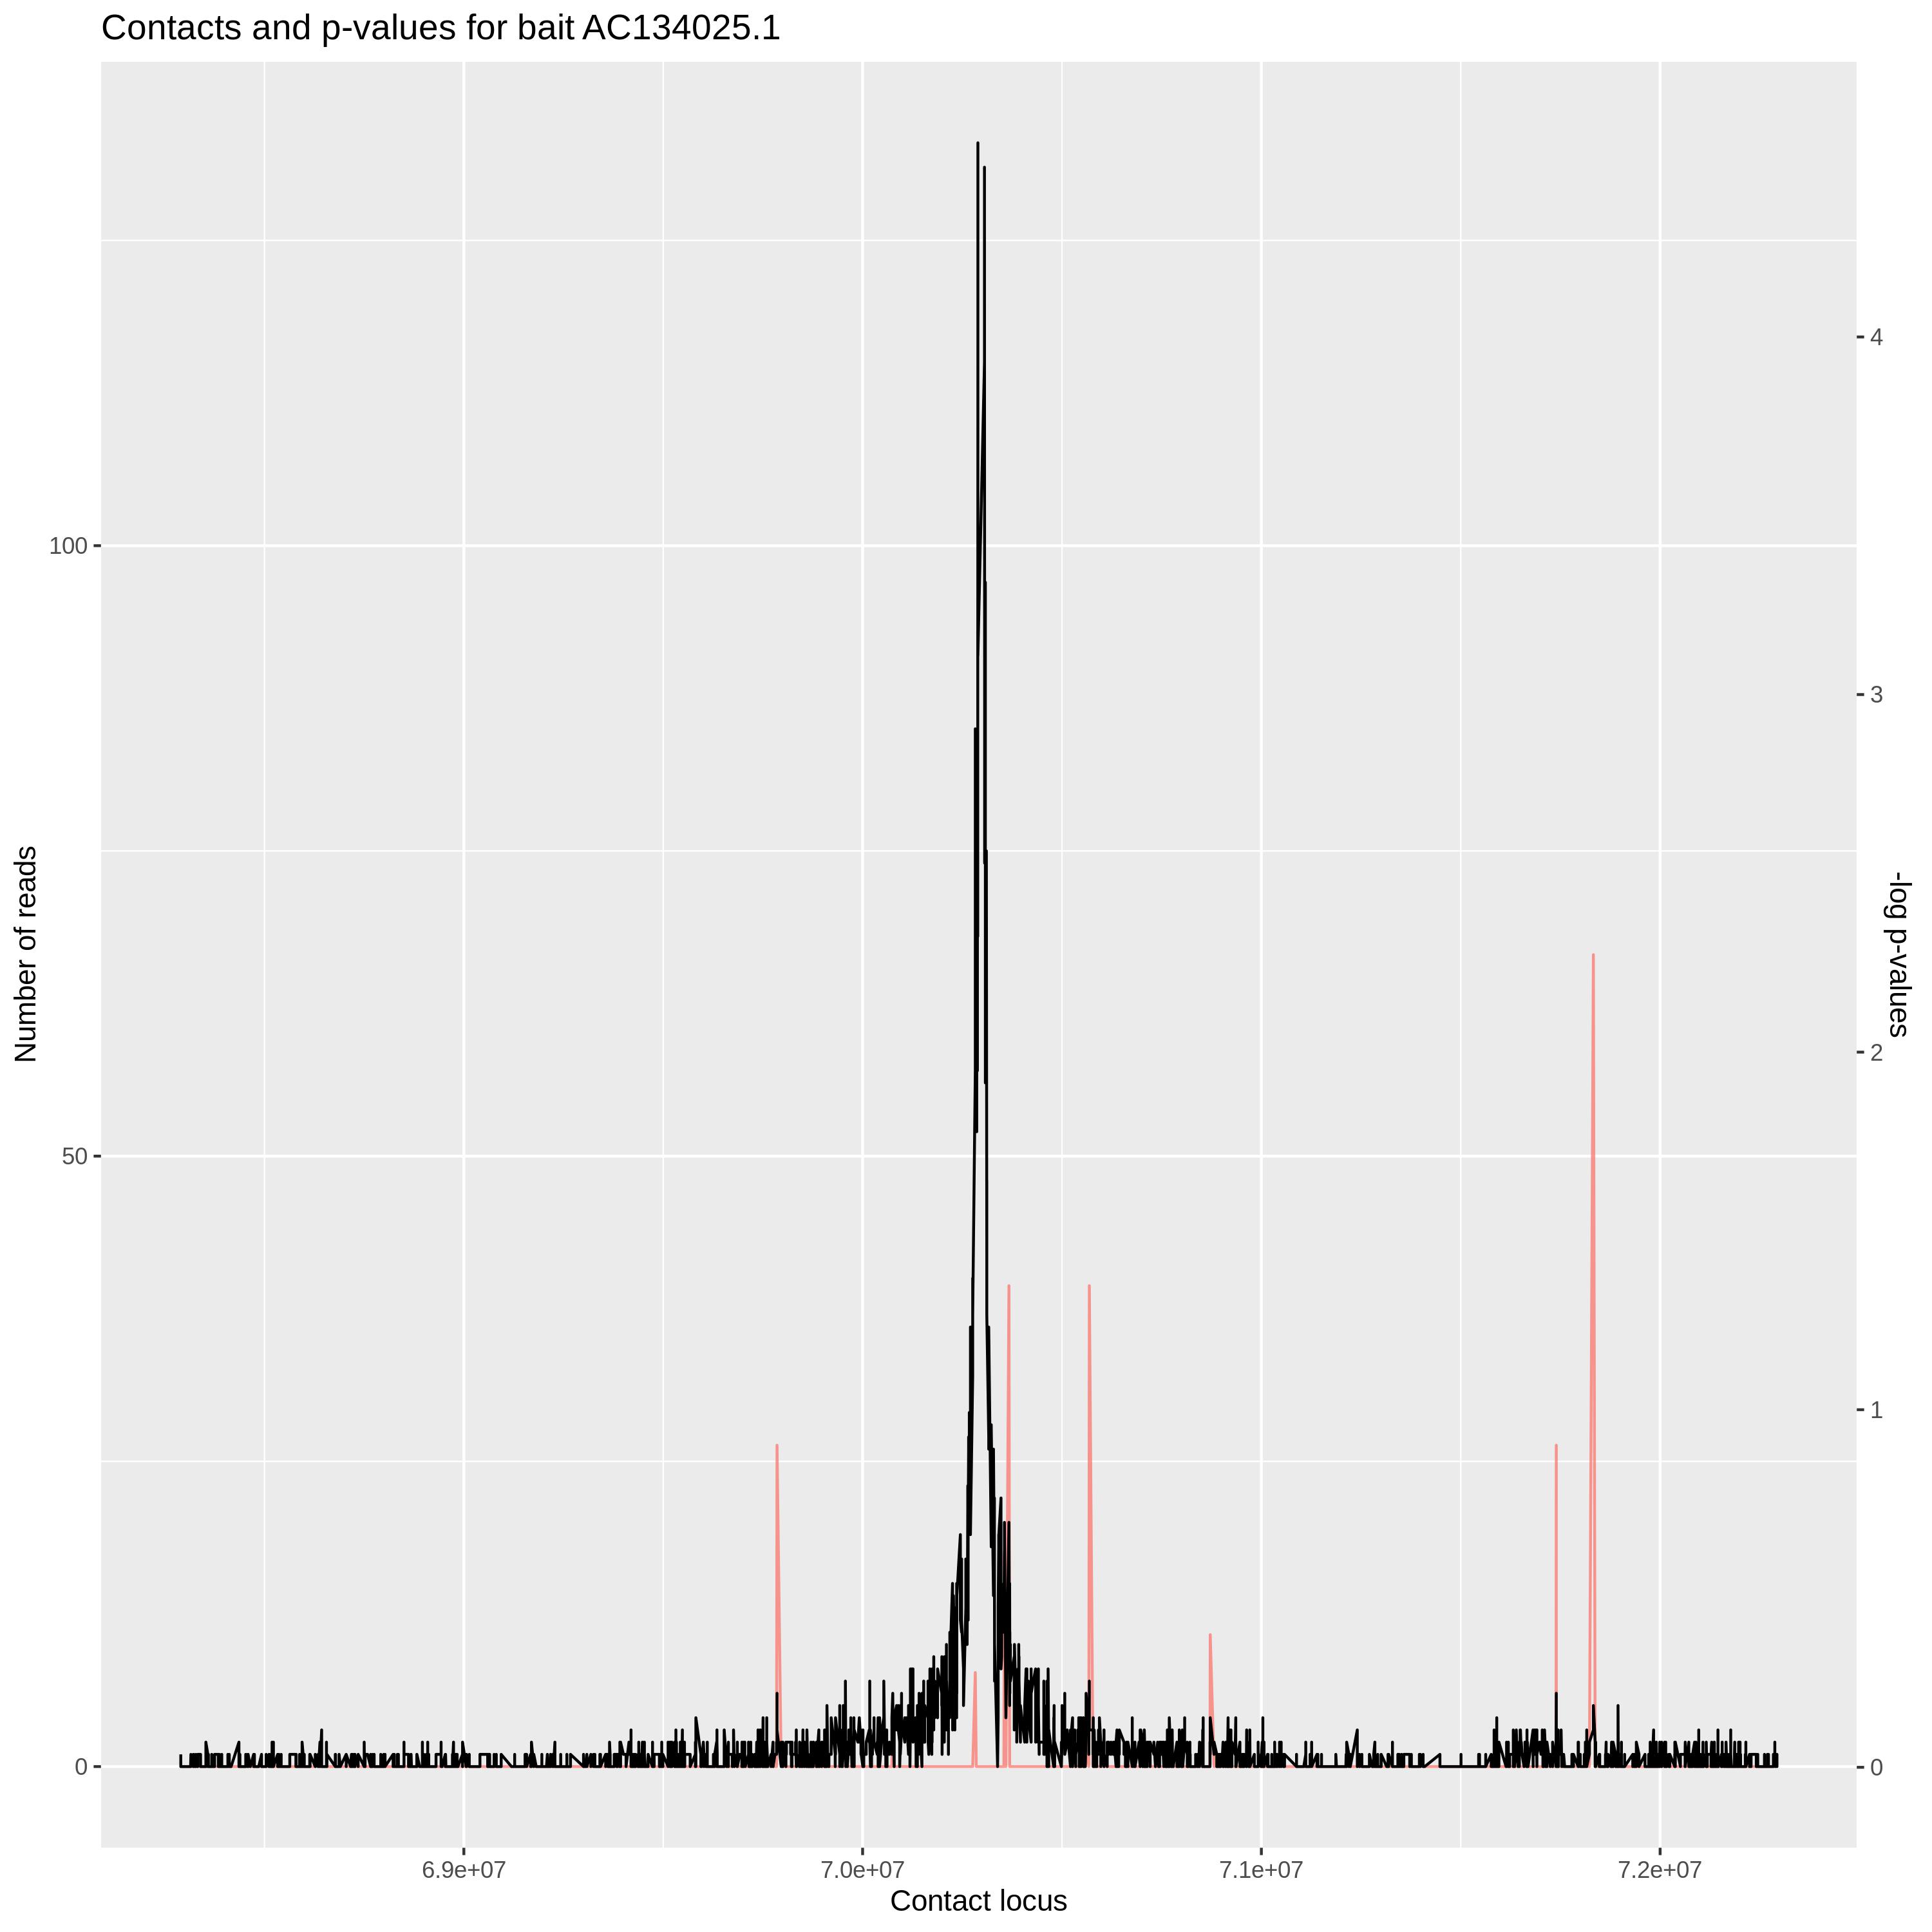 Contacts and p-values for bait AC134025.1
Number of reads
100
50
0
4
3
2
1
0
-log p-values
6.9e+07 7.0e+07 7.1e+07 7.2e+07
Contact locus